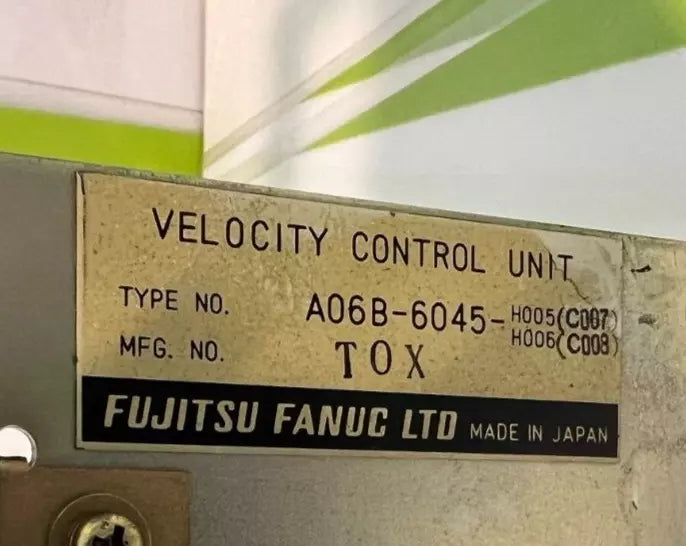 VELOCITY CONTROL UNIT
TYPE NO. A06B-6045-H005(C007)
H006(C008)
MFG. NO. TOX
FUJITSU FANUC LTD MADE IN JAPAN